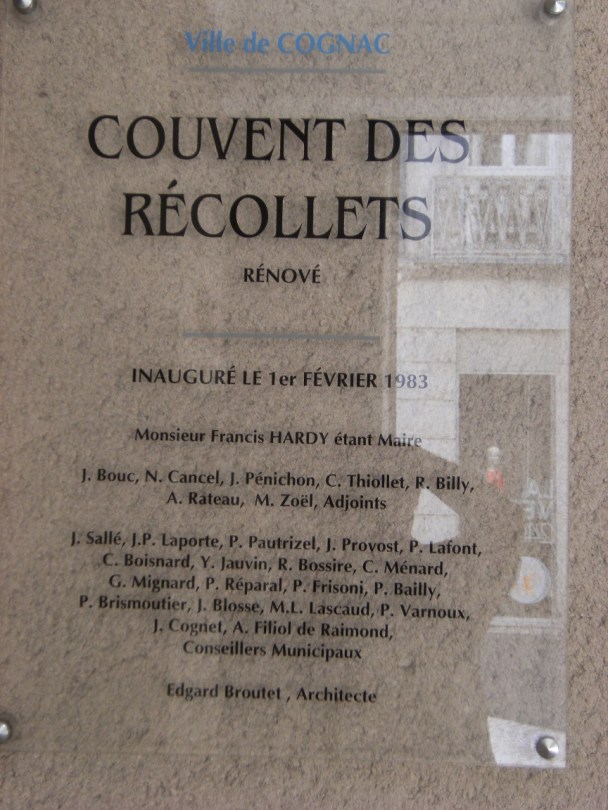 Ville de COGNAC
COUVENT DES
RÉCOLLETS
RÉNOVÉ
INAUGURÉ LE 1er FÉVRIER 1983
Monsieur Francis HARDY étant Maire
J. Bouc, N. Cancel, J. Pénichon, C. Thiollet, R. Billy,
A. Rateau, M. Zoël, Adjoints
J. Sallé, J.P. Laporte, P. Pautrizel, J. Provost, P. Lafont,
C. Boisnard, Y. Jauvin, R. Bossire, C. Ménard,
G. Mignard, P. Réparal, P. Frisoni, P. Bailly,
P. Brismoutier, J. Blosse, M.L. Lascaud, P. Varnoux,
J. Cognet, A. Filiol de Raimond,
Conseillers Municipaux
Edgard Broutet , Architecte